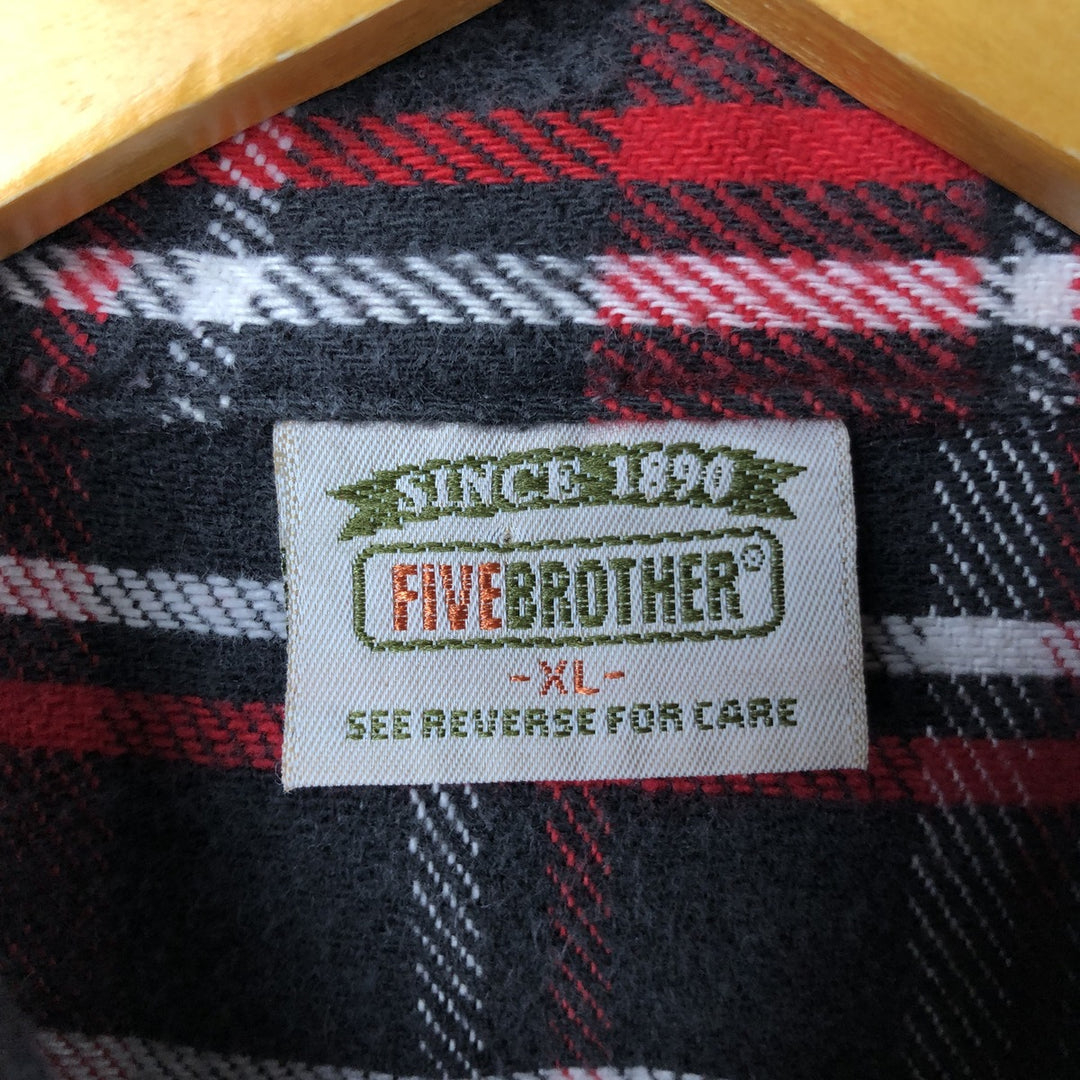 SINCE 1890
FIVEBROTHER®
-XL-
SEE REVERSE FOR CARE